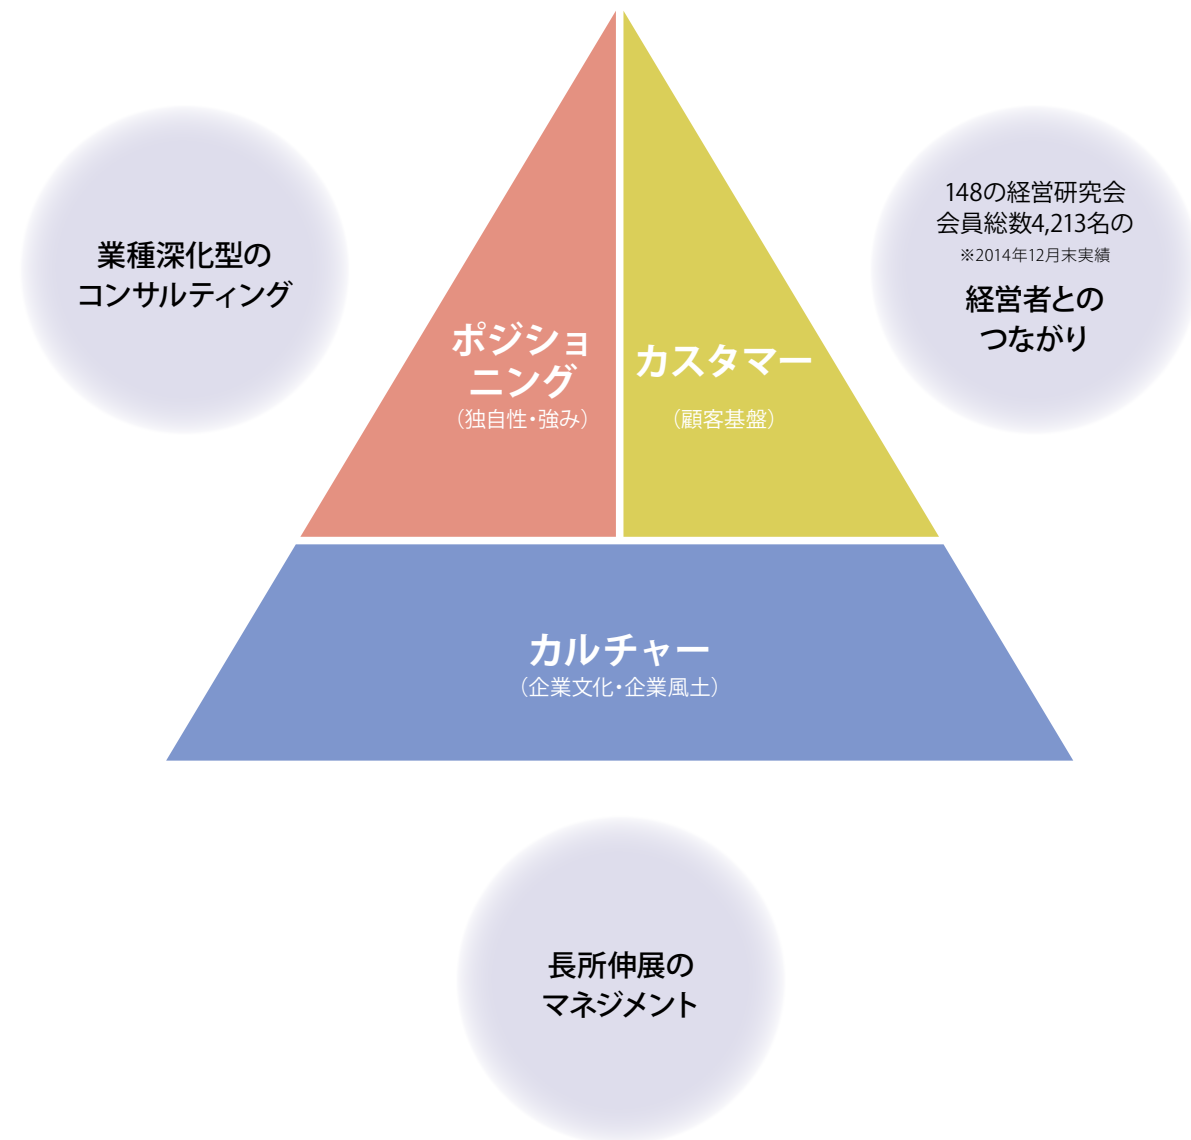 業種深化型の
コンサルティング
148の経営研究会
会員総数4,213名の
※2014年12月末実績
経営者との
つながり
ポジショ
ニング
（独自性・強み）
カスタマー
（顧客基盤）
カルチャー
（企業文化・企業風土）
長所伸展の
マネジメント